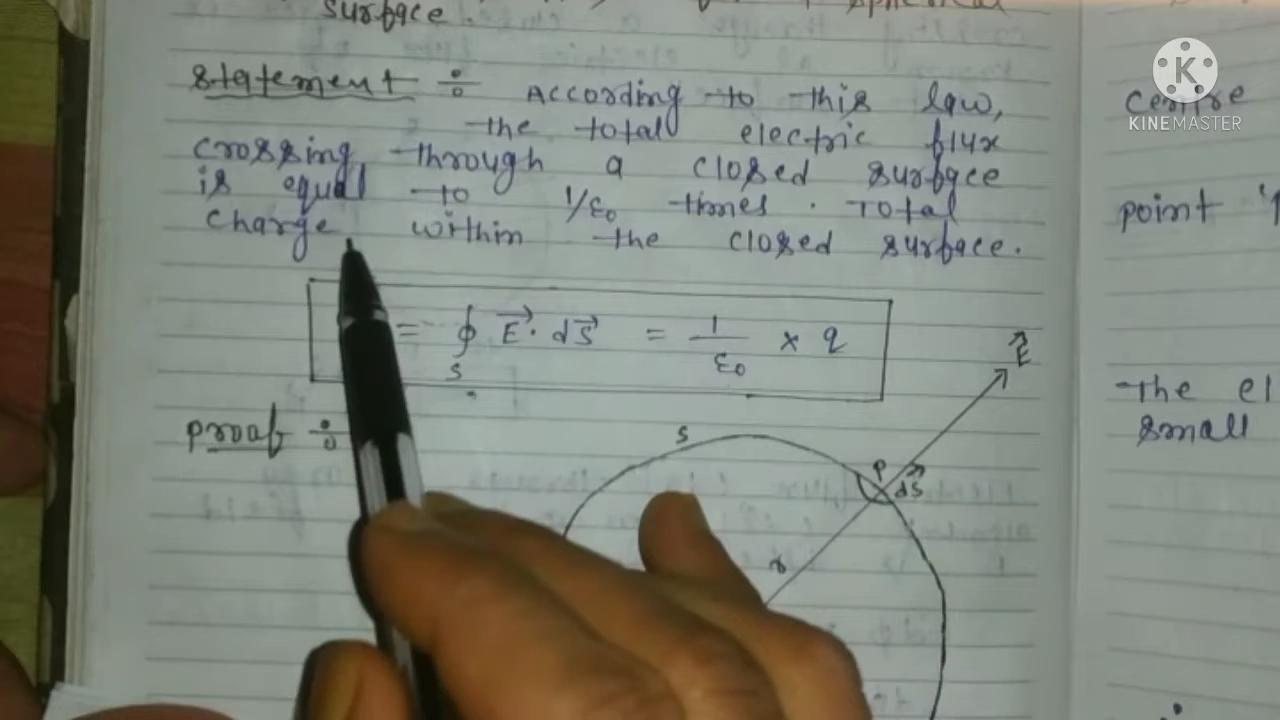 surface.
spherical
statement ÷ According to this law,
the total electric flux
crossing through a closed surface
is equal to 1/ε₀ times. Total
charge within the closed surface.
= ∮ₛ E⃗. dS⃗ = 1/ε₀ × q
Proof ÷
S
P
dS⃗
E⃗
r
centre
point 'P
The el
small
K
KINEMASTER